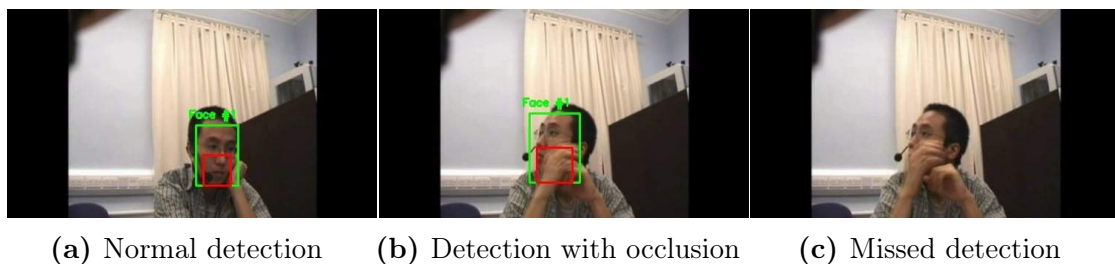 Face #1
Face #1
(a) Normal detection
(b) Detection with occlusion
(c) Missed detection